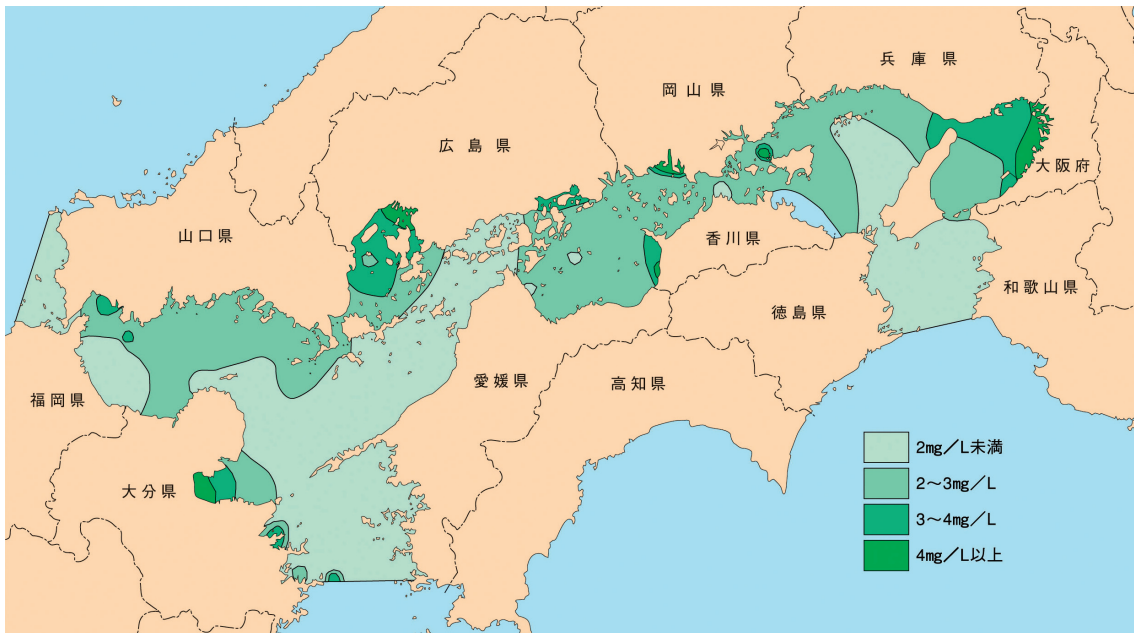 兵庫県
岡山県
広島県
大阪府
山口県
香川県
和歌山県
徳島県
愛媛県
高知県
福岡県
大分県
2mg/L未満
2～3mg/L
3～4mg/L
4mg/L以上